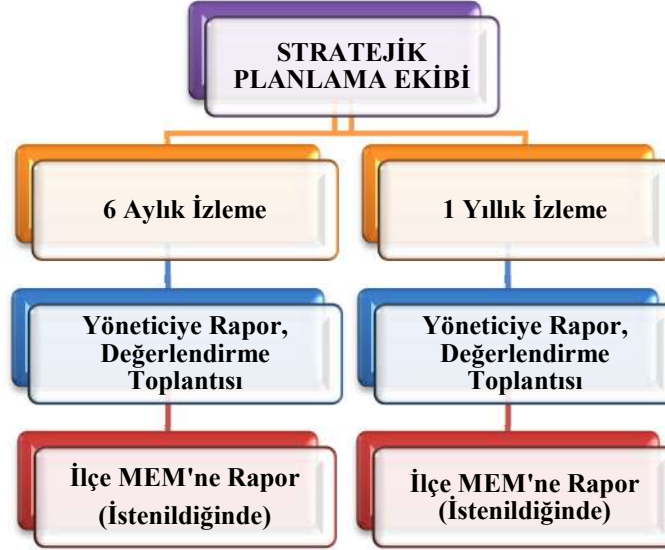 STRATEJİK
PLANLAMA EKİBİ
6 Aylık İzleme
1 Yıllık İzleme
Yöneticiye Rapor,
Değerlendirme
Toplantısı
Yöneticiye Rapor,
Değerlendirme
Toplantısı
İlçe MEM'ne Rapor
(İstenildiğinde)
İlçe MEM'ne Rapor
(İstenildiğinde)